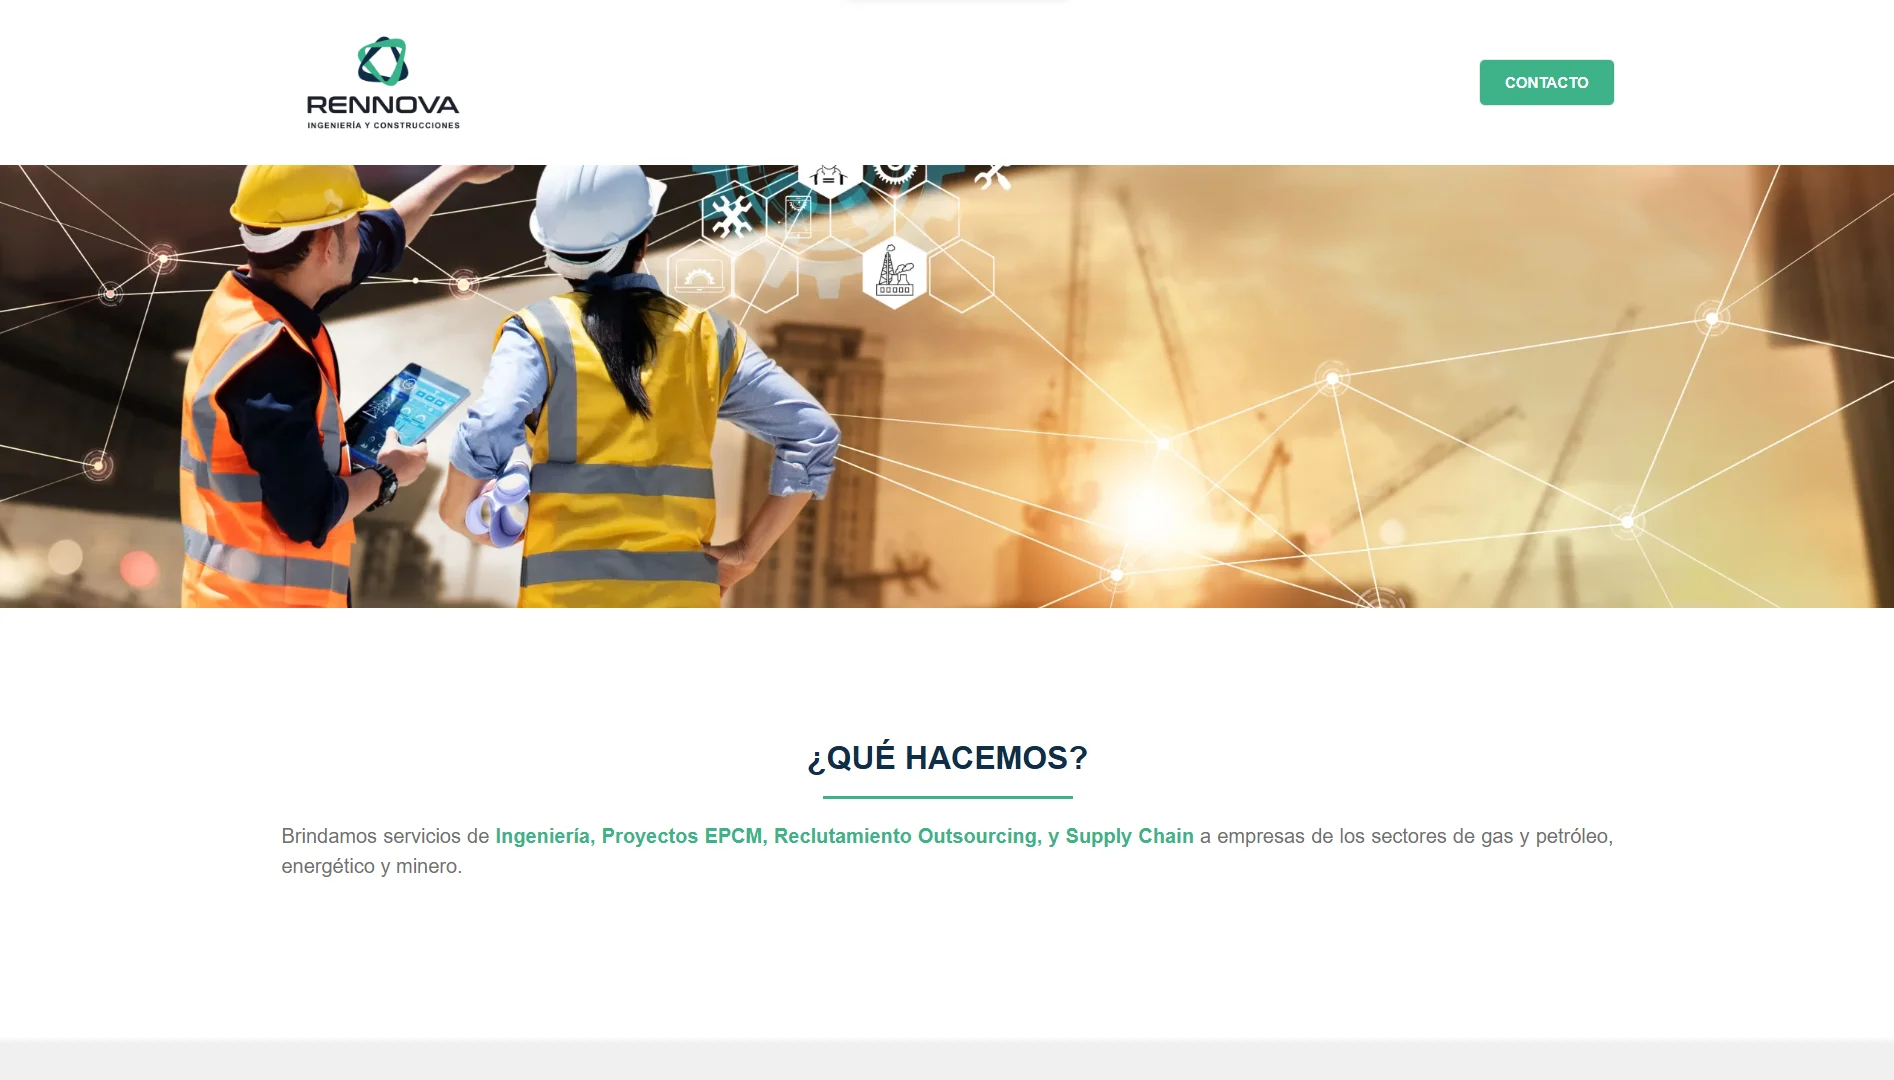 RENNOVA
INGENIERÍA Y CONSTRUCCIONES
CONTACTO
¿QUÉ HACEMOS?
Brindamos servicios de Ingeniería, Proyectos EPCM, Reclutamiento Outsourcing, y Supply Chain a empresas de los sectores de gas y petróleo,
energético y minero.